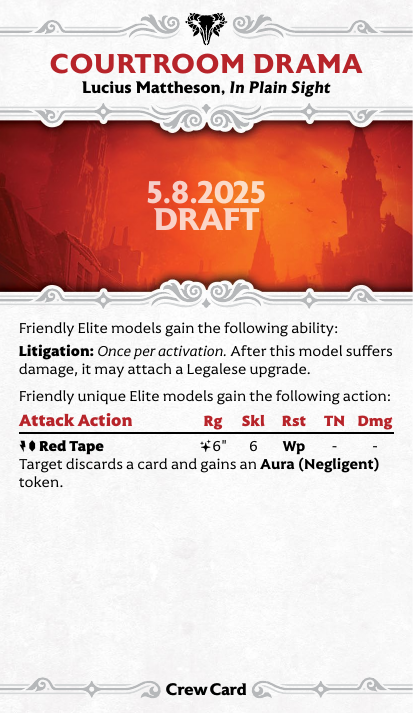 COURTROOM DRAMA
Lucius Mattheson, In Plain Sight
5.8.2025
DRAFT
Friendly Elite models gain the following ability:
Litigation: Once per activation. After this model suffers
damage, it may attach a Legalese upgrade.
Friendly unique Elite models gain the following action:
Attack Action Rg Skl Rst TN Dmg
Red Tape 6" 6 Wp - -
Target discards a card and gains an Aura (Negligent)
token.
Crew Card